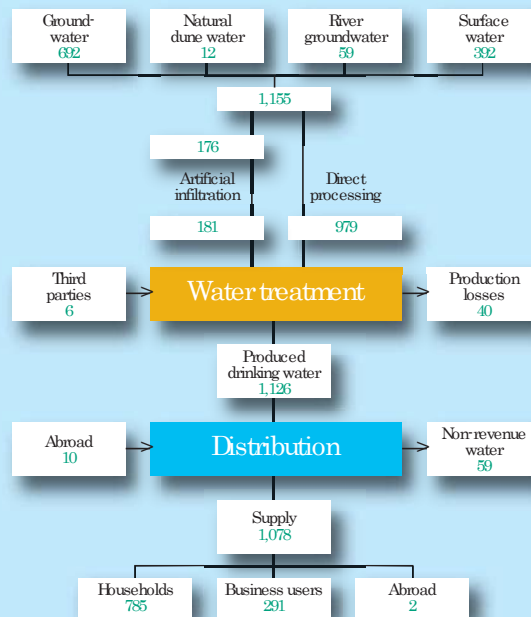 Ground-
water
692
Natural
dune water
12
River
groundwater
59
Surface
water
392
1,155
176
Artificial
infiltration
Direct
processing
181
979
Third
parties
6
Water treatment
Production
losses
40
Produced
drinking water
1,126
Abroad
10
Distribution
Non-revenue
water
59
Supply
1,078
Households
785
Business users
291
Abroad
2